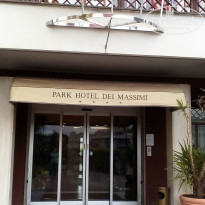 PARK HOTEL DEI MASSIMI
★ ★ ★ ★